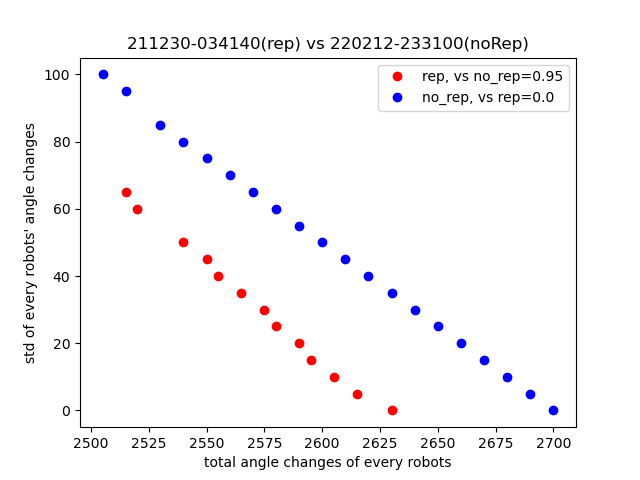 211230-034140(rep) vs 220212-233100(noRep)
rep, vs no_rep=0.95
no_rep, vs rep=0.0
std of every robots' angle changes
100
80
60
40
20
0
2500 2525 2550 2575 2600 2625 2650 2675 2700
total angle changes of every robots